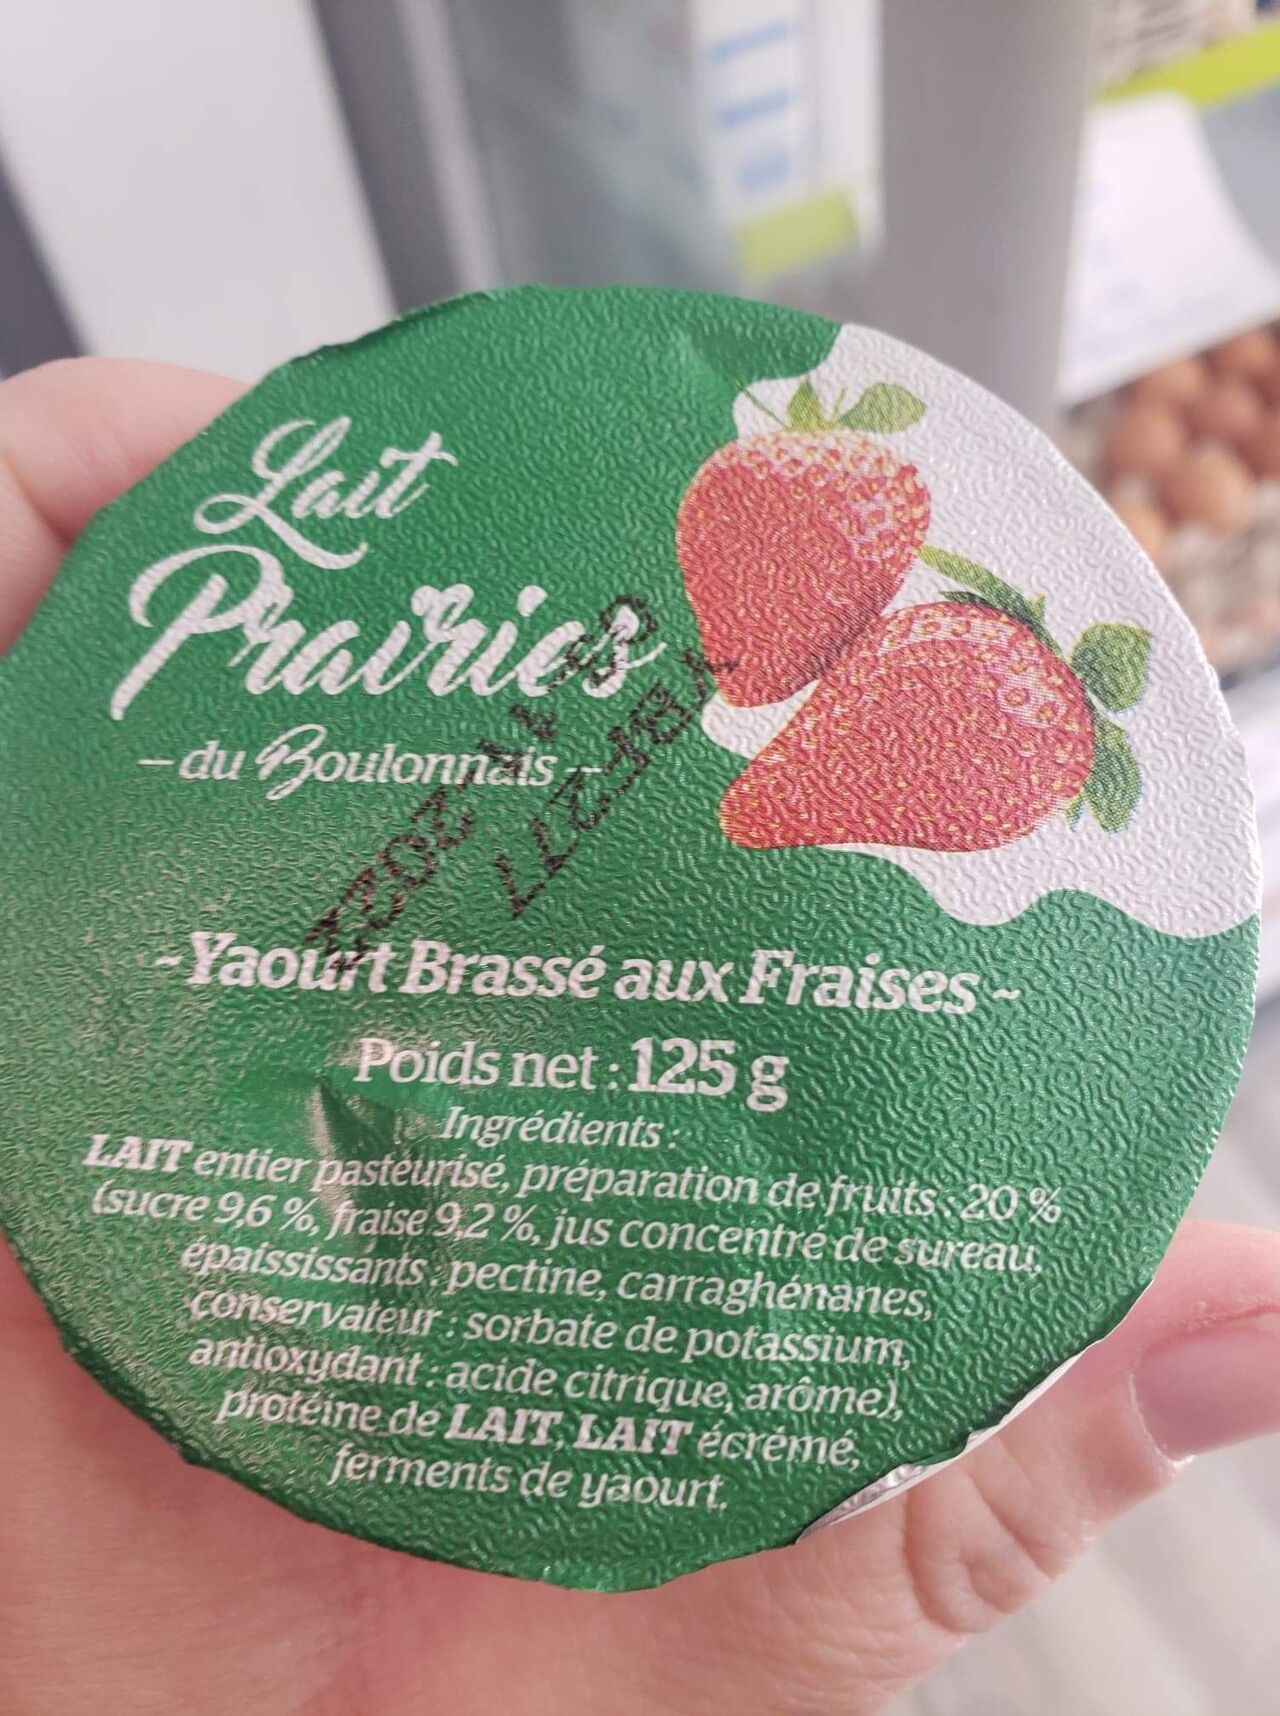 Lait
Prairies
- du Boulonnais -
~Yaourt Brassé aux Fraises~
Poids net : 125 g
Ingrédients :
LAIT entier pasteurisé, préparation de fruits : 20 %
(sucre 9,6 %, fraise 9,2 %, jus concentré de sureau,
épaississants : pectine, carraghénanes,
conservateur : sorbate de potassium,
antioxydant : acide citrique, arôme),
protéine de LAIT, LAIT écrémé,
ferments de yaourt.